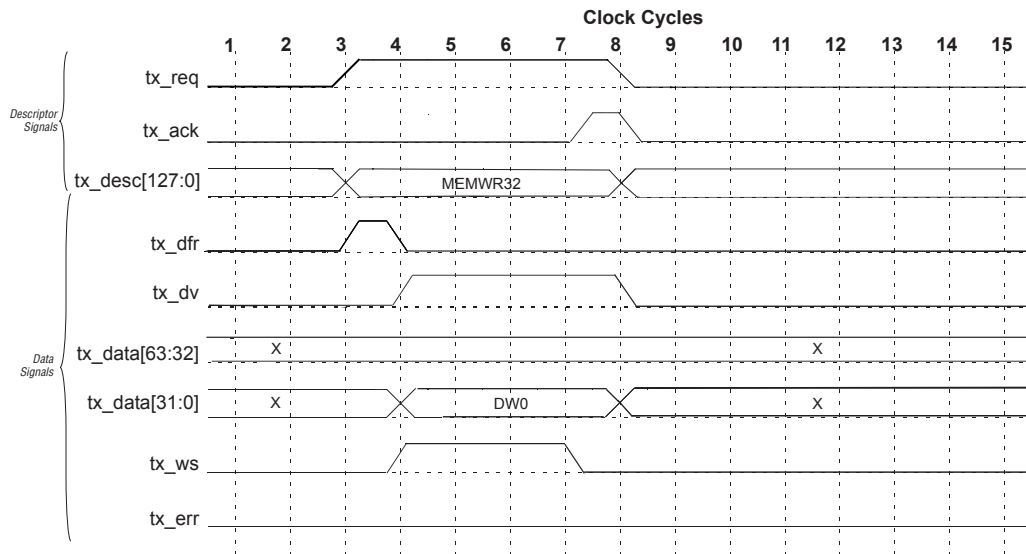 Clock Cycles
1 2 3 4 5 6 7 8 9 10 11 12 13 14 15
tx_req
Descriptor
Signals
tx_ack
tx_desc[127:0] MEMWR32
tx_dfr
tx_dv
Data
Signals
tx_data[63:32] X X
tx_data[31:0] X DW0 X
tx_ws
tx_err